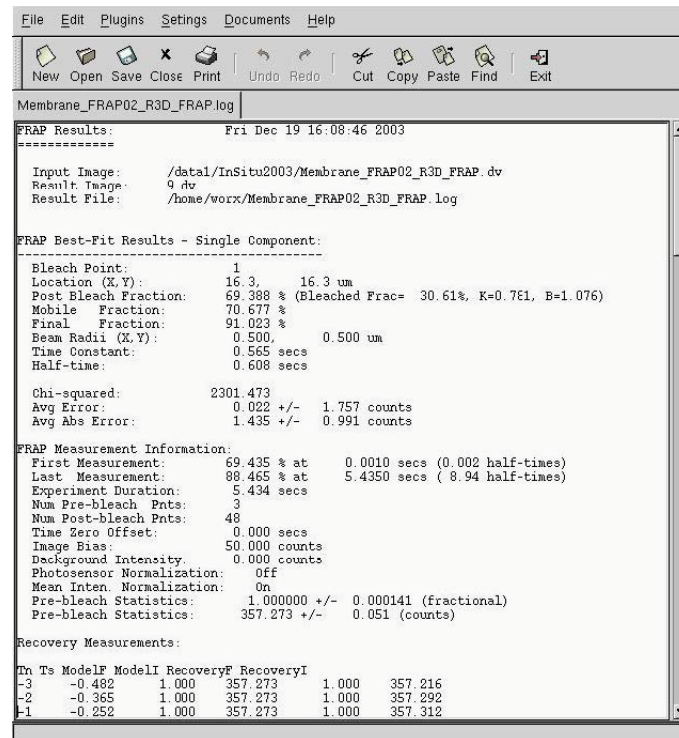 File Edit Plugins Setings Documents Help
New Open Save Close Print Undo Redo Cut Copy Paste Find Exit
Membrane_FRAP02_R3D_FRAP.log
FRAP Results: Fri Dec 19 16:08:46 2003
=============
Input Image: /data1/InSitu2003/Membrane_FRAP02_R3D_FRAP.dv
Result Image: 9.dv
Result File: /home/worx/Membrane_FRAP02_R3D_FRAP.log
FRAP Best-Fit Results - Single Component:
-----------------------------------------
Bleach Point: 1
Location (X,Y): 16.3, 16.3 um
Post Bleach Fraction: 69.388 % (Bleached Frac= 30.61%, K=0.781, B=1.076)
Mobile Fraction: 70.677 %
Final Fraction: 91.023 %
Beam Radii (X,Y): 0.500, 0.500 um
Time Constant: 0.565 secs
Half-time: 0.608 secs
Chi-squared: 2301.473
Avg Error: 0.022 +/- 1.757 counts
Avg Abs Error: 1.435 +/- 0.991 counts
FRAP Measurement Information:
First Measurement: 69.435 % at 0.0010 secs (0.002 half-times)
Last Measurement: 88.465 % at 5.4350 secs ( 8.94 half-times)
Experiment Duration: 5.434 secs
Num Pre-bleach Pnts: 3
Num Post-bleach Pnts: 48
Time Zero Offset: 0.000 secs
Image Bias: 50.000 counts
Background Intensity. 0.000 counts
Photosensor Normalization: Off
Mean Inten. Normalization: On
Pre-bleach Statistics: 1.000000 +/- 0.000141 (fractional)
Pre-bleach Statistics: 357.273 +/- 0.051 (counts)
Recovery Measurements:
Tn Ts ModelF ModelI RecoveryF RecoveryI
-3 -0.482 1.000 357.273 1.000 357.216
-2 -0.365 1.000 357.273 1.000 357.292
-1 -0.252 1.000 357.273 1.000 357.312